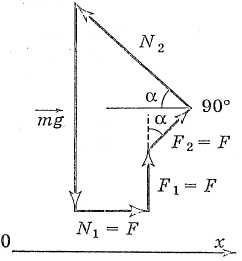 N₂
α
90°
mg
α
F₂ = F
F₁ = F
N₁ = F
0
x